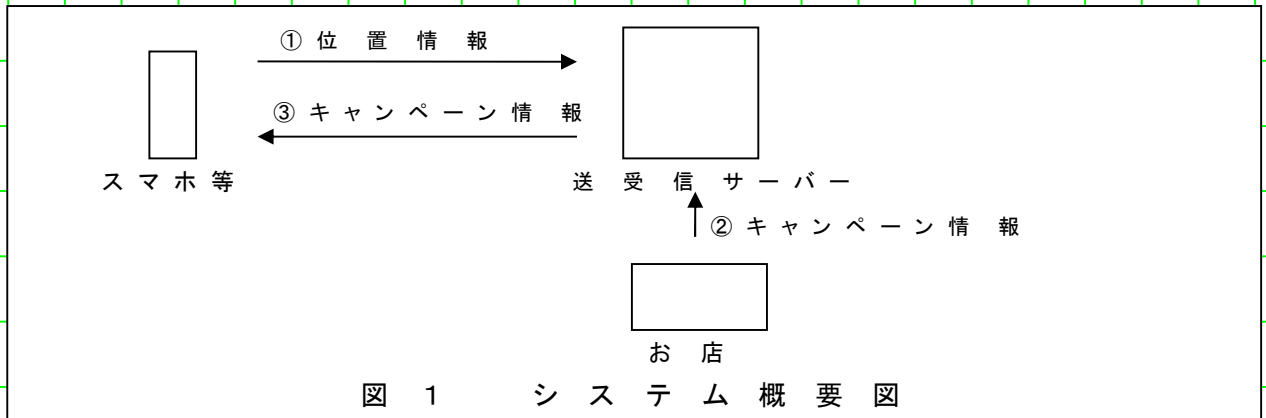 ①位置情報
③キャンペーン情報
スマホ等
送受信サーバー
②キャンペーン情報
お店
図1 システム概要図